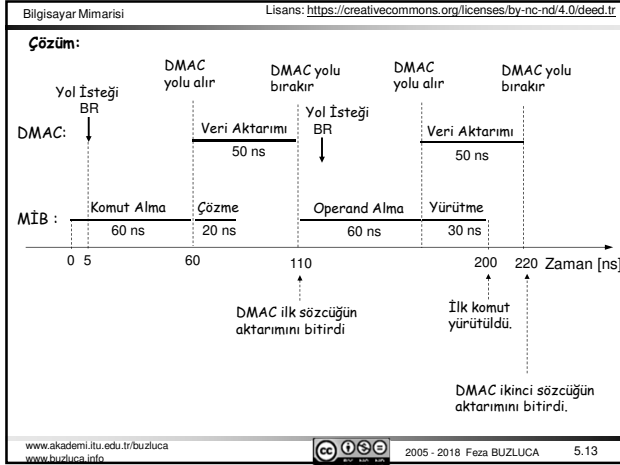 Bilgisayar Mimarisi
Lisans: https://creativecommons.org/licenses/by-nc-nd/4.0/deed.tr
Çözüm:
DMAC yolu alır
DMAC yolu bırakır
DMAC yolu alır
DMAC yolu bırakır
Yol İsteği BR
Yol İsteği BR
DMAC:
Veri Aktarımı
50 ns
Veri Aktarımı
50 ns
MİB :
Komut Alma
60 ns
Çözme
20 ns
Operand Alma
60 ns
Yürütme
30 ns
0 5 60 110 200 220 Zaman [ns]
DMAC ilk sözcüğün
aktarımını bitirdi
İlk komut
yürütüldü.
DMAC ikinci sözcüğün
aktarımını bitirdi.
www.akademi.itu.edu.tr/buzluca
www.buzluca.info
cc
BY NC ND
2005 - 2018 Feza BUZLUCA
5.13